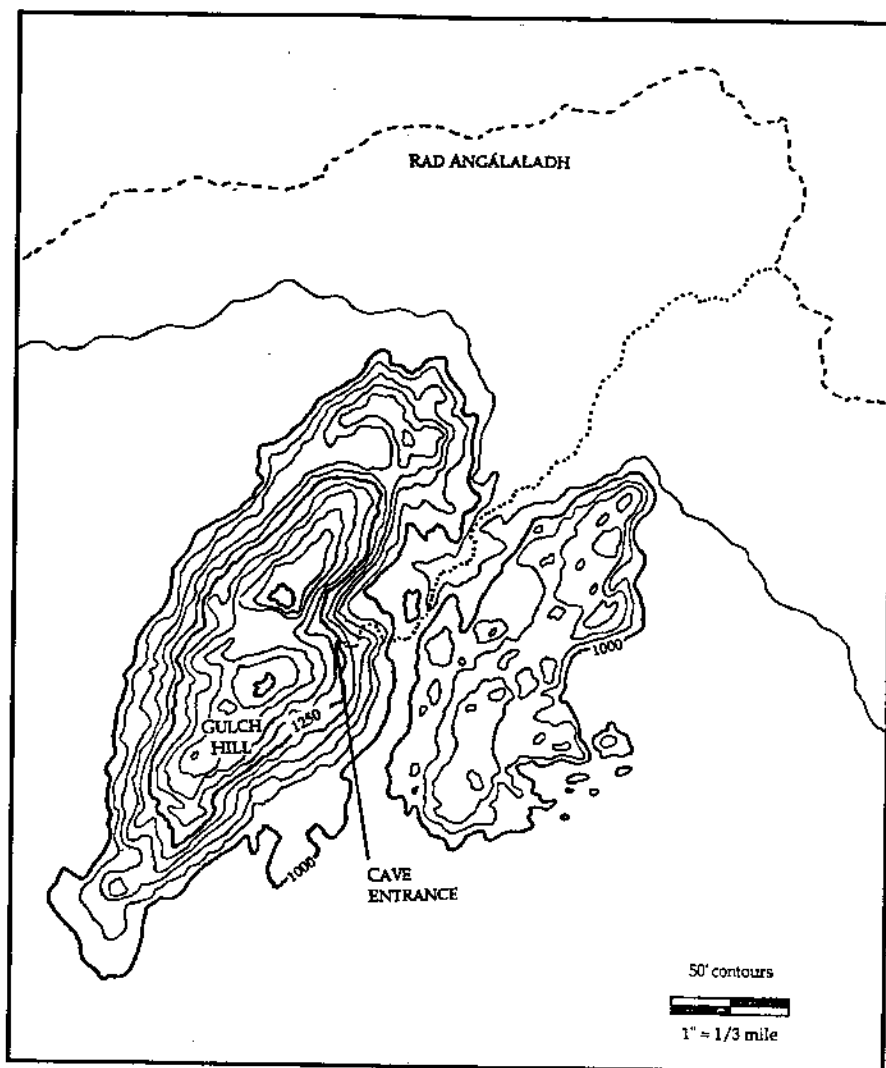 RAD ANGÁLALADH
1000
GULCH
HILL
1250
1000
CAVE
ENTRANCE
50' contours
1" = 1/3 mile